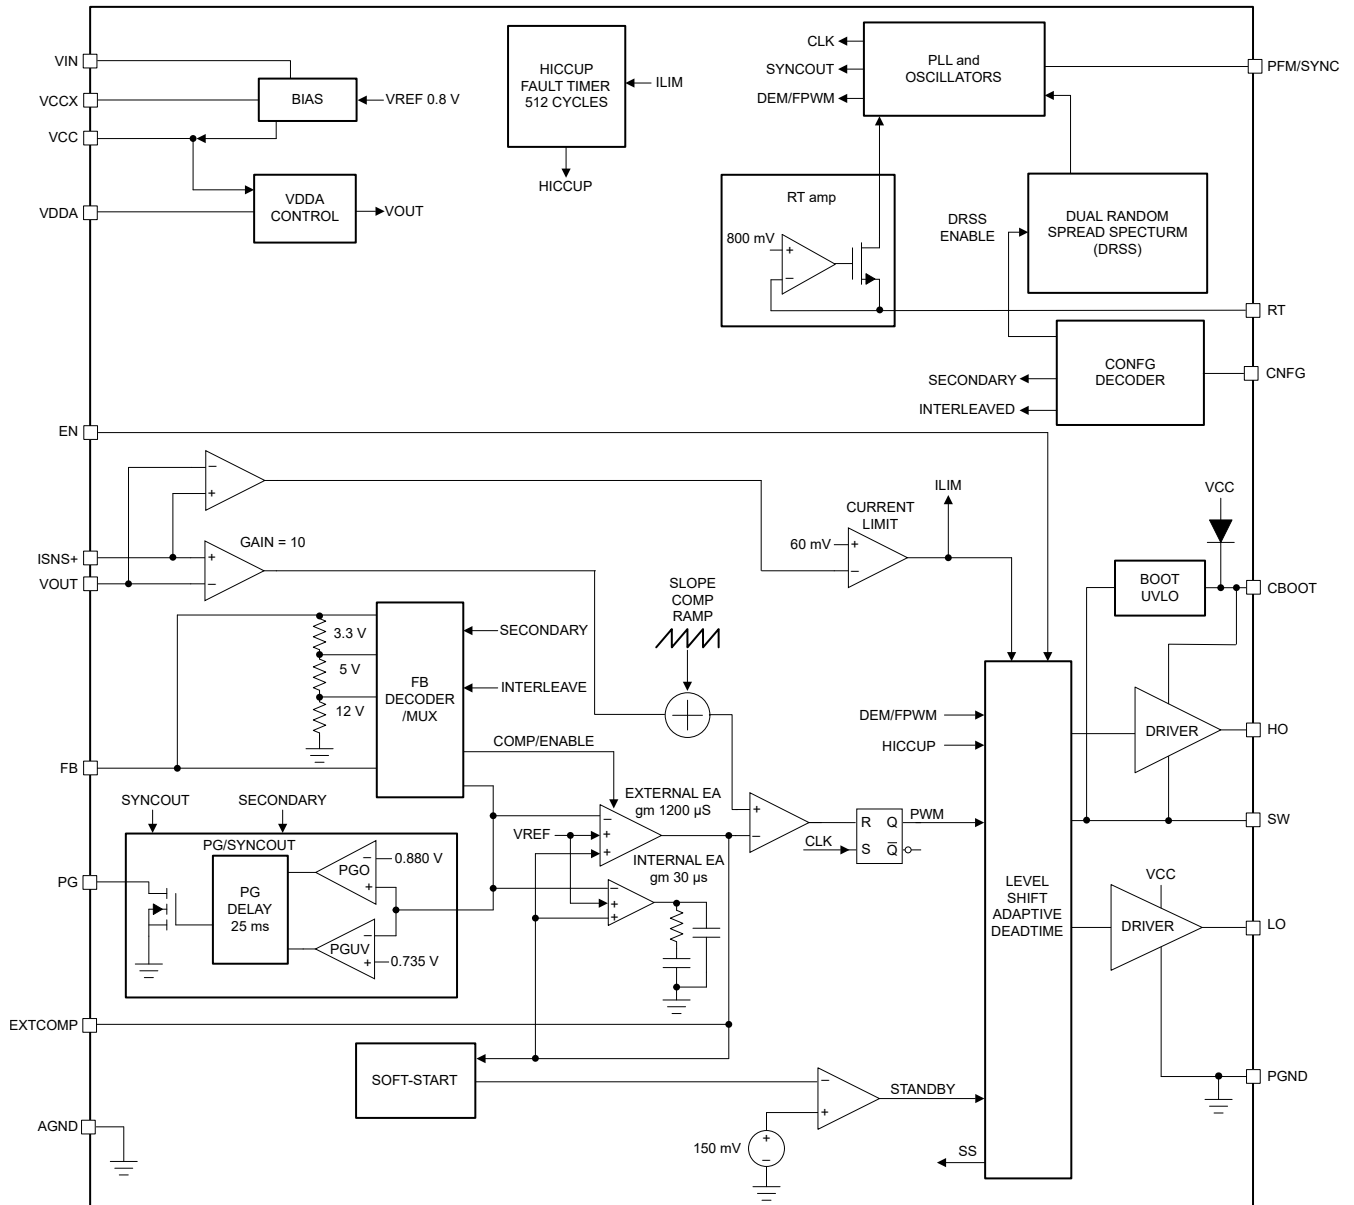 VIN
VCCX
VCC
VDDA
BIAS
VREF 0.8 V
VDDA
CONTROL
VOUT
HICCUP
FAULT TIMER
512 CYCLES
ILIM
HICCUP
CLK
SYNCOUT
DEM/FPWM
PLL and
OSCILLATORS
PFM/SYNC
RT amp
800 mV
+
−
DRSS
ENABLE
DUAL RANDOM
SPREAD SPECTURM
(DRSS)
RT
CONFG
DECODER
CNFG
SECONDARY
INTERLEAVED
EN
−
+
ISNS+
VOUT
+
−
GAIN = 10
ILIM
CURRENT
LIMIT
60 mV
+
−
VCC
BOOT
UVLO
CBOOT
SLOPE
COMP
RAMP
3.3 V
5 V
12 V
FB
DECODER
/MUX
SECONDARY
INTERLEAVE
COMP/ENABLE
DEM/FPWM
HICCUP
DRIVER
HO
FB
SYNCOUT
SECONDARY
EXTERNAL EA
gm 1200 µS
VREF
−
+
+
+
−
R Q
S Q
CLK
PWM
SW
PG/SYNCOUT
PG
PG
DELAY
25 ms
PGO
−
+
0.880 V
PGUV
−
+
0.735 V
INTERNAL EA
gm 30 µs
−
+
+
LEVEL
SHIFT
ADAPTIVE
DEADTIME
VCC
DRIVER
LO
EXTCOMP
SOFT-START
−
+
STANDBY
PGND
AGND
150 mV
+
−
SS